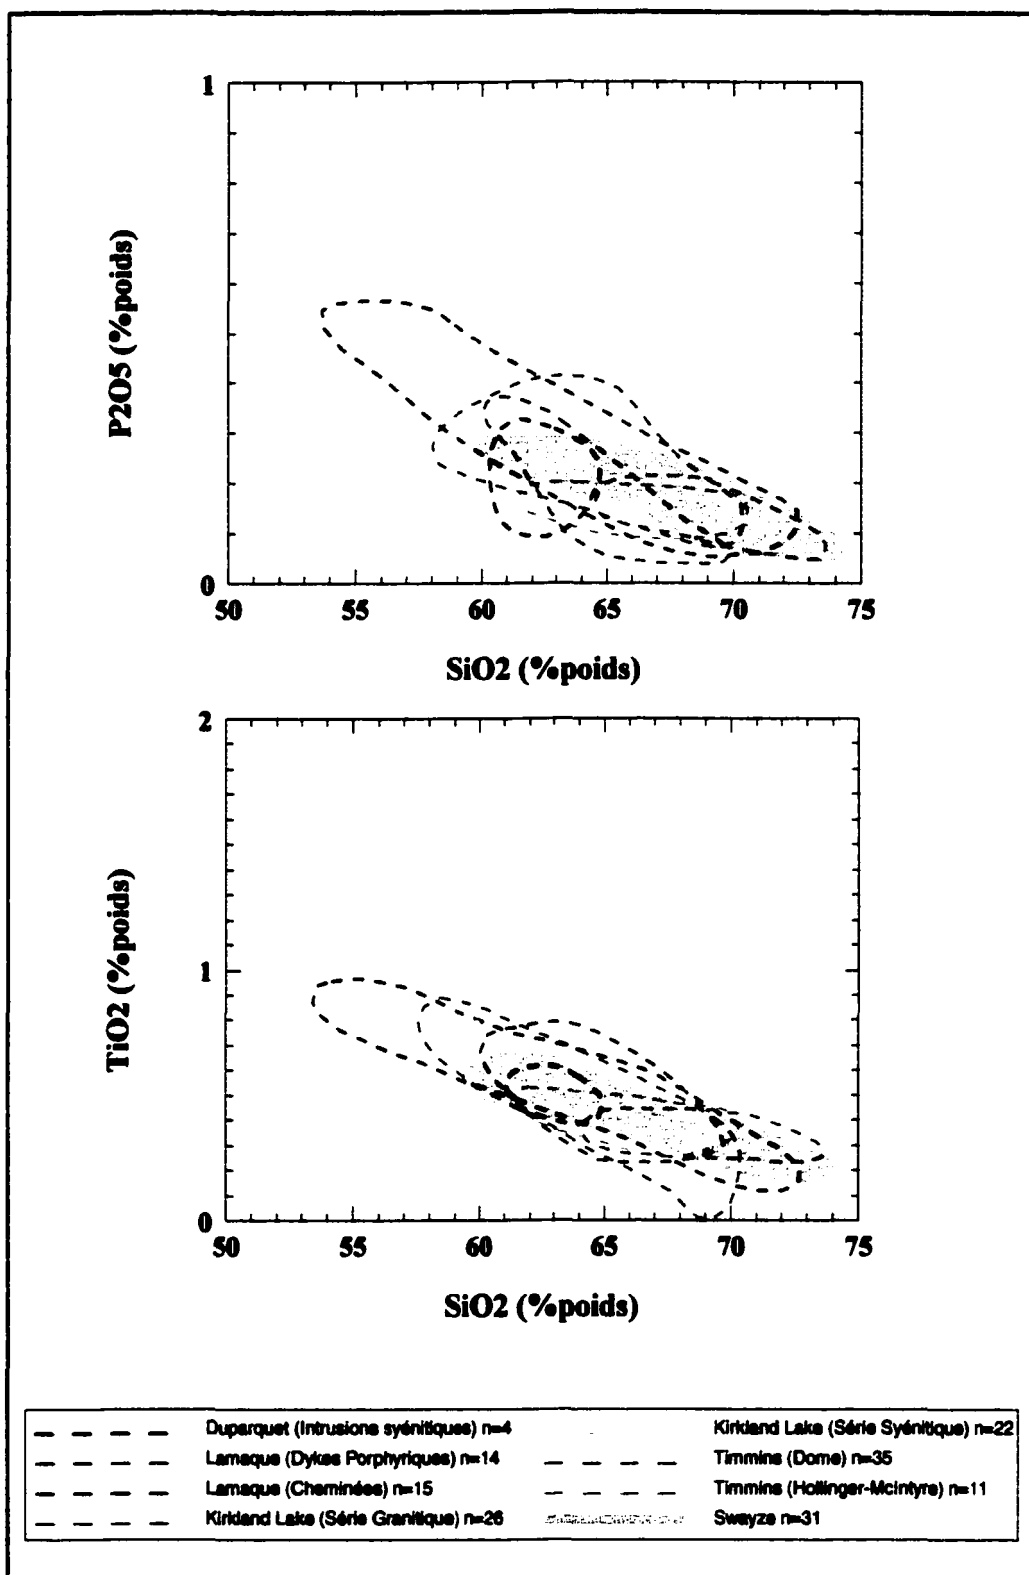 1
P2O5 (%poids)
0
50 55 60 65 70 75
SiO2 (%poids)
2
TiO2 (%poids)
1
0
50 55 60 65 70 75
SiO2 (%poids)
Duparquet (Intrusions syénitiques) n=4
Lamaque (Dykes Porphyriques) n=14
Lamaque (Cheminées) n=15
Kirkland Lake (Série Granitique) n=26
Kirkland Lake (Série Syénitique) n=22
Timmins (Dome) n=35
Timmins (Hollinger-McIntyre) n=11
Swayze n=31